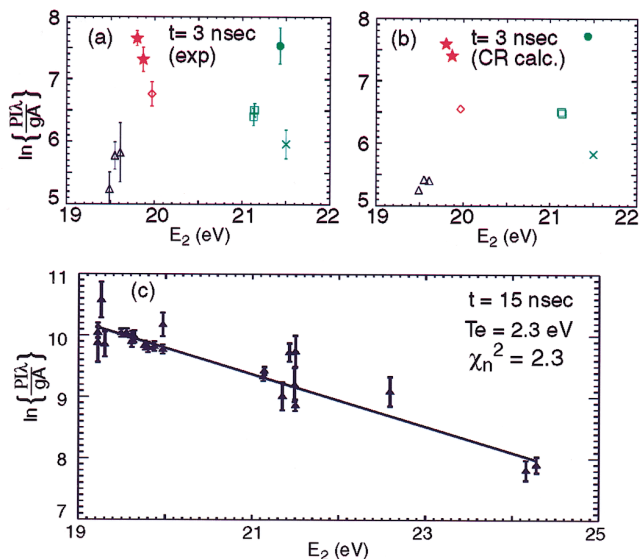 (a) t= 3 nsec
(exp)
8
7
6
5
ln{PIλ/gA}
19 20 21 22
E₂ (eV)
(b) t= 3 nsec
(CR calc.)
8
7
6
5
19 20 21 22
E₂ (eV)
(c)
t = 15 nsec
Te = 2.3 eV
χₙ² = 2.3
11
10
9
8
7
ln{PIλ/gA}
19 21 23 25
E₂ (eV)